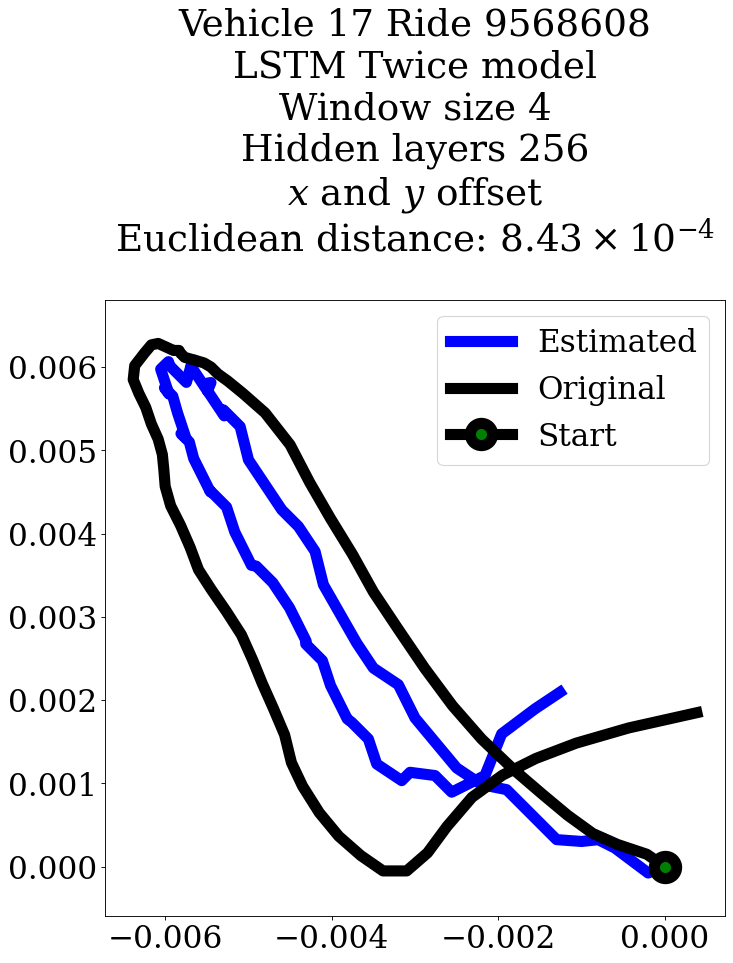 Vehicle 17 Ride 9568608
LSTM Twice model
Window size 4
Hidden layers 256
x and y offset
Euclidean distance: 8.43 × 10⁻⁴
Estimated
Original
Start
0.006
0.005
0.004
0.003
0.002
0.001
0.000
−0.006 −0.004 −0.002 0.000